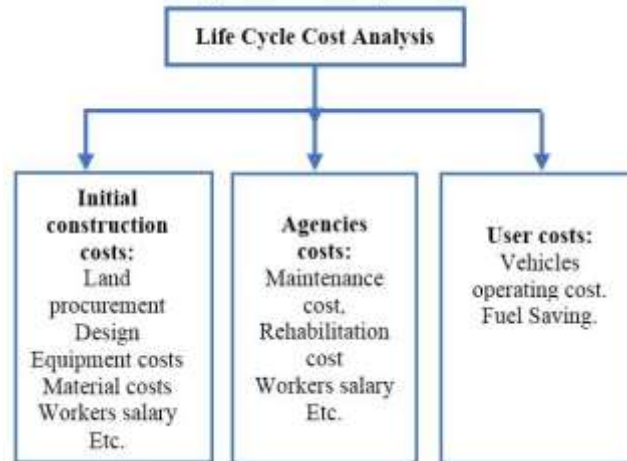 Life Cycle Cost Analysis
Initial
construction
costs:
Land
procurement
Design
Equipment costs
Material costs
Workers salary
Etc.
Agencies
costs:
Maintenance
cost,
Rehabilitation
cost
Workers salary
Etc.
User costs:
Vehicles
operating cost.
Fuel Saving.